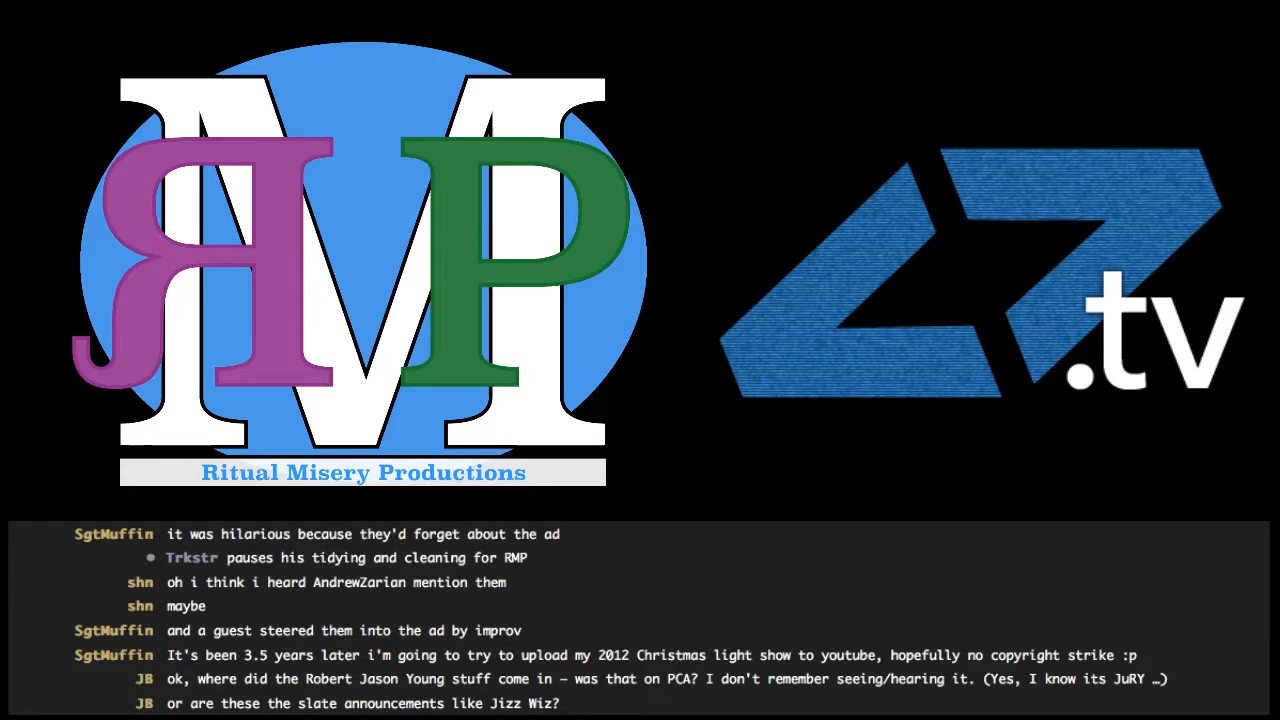 RMP
Ritual Misery Productions
.tv
SgtMuffin it was hilarious because they'd forget about the ad
• Trkstr pauses his tidying and cleaning for RMP
shn oh i think i heard AndrewZarian mention them
shn maybe
SgtMuffin and a guest steered them into the ad by improv
SgtMuffin It's been 3.5 years later i'm going to try to upload my 2012 Christmas light show to youtube, hopefully no copyright strike :p
JB ok, where did the Robert Jason Young stuff come in – was that on PCA? I don't remember seeing/hearing it. (Yes, I know its JuRY …)
JB or are these the slate announcements like Jizz Wiz?